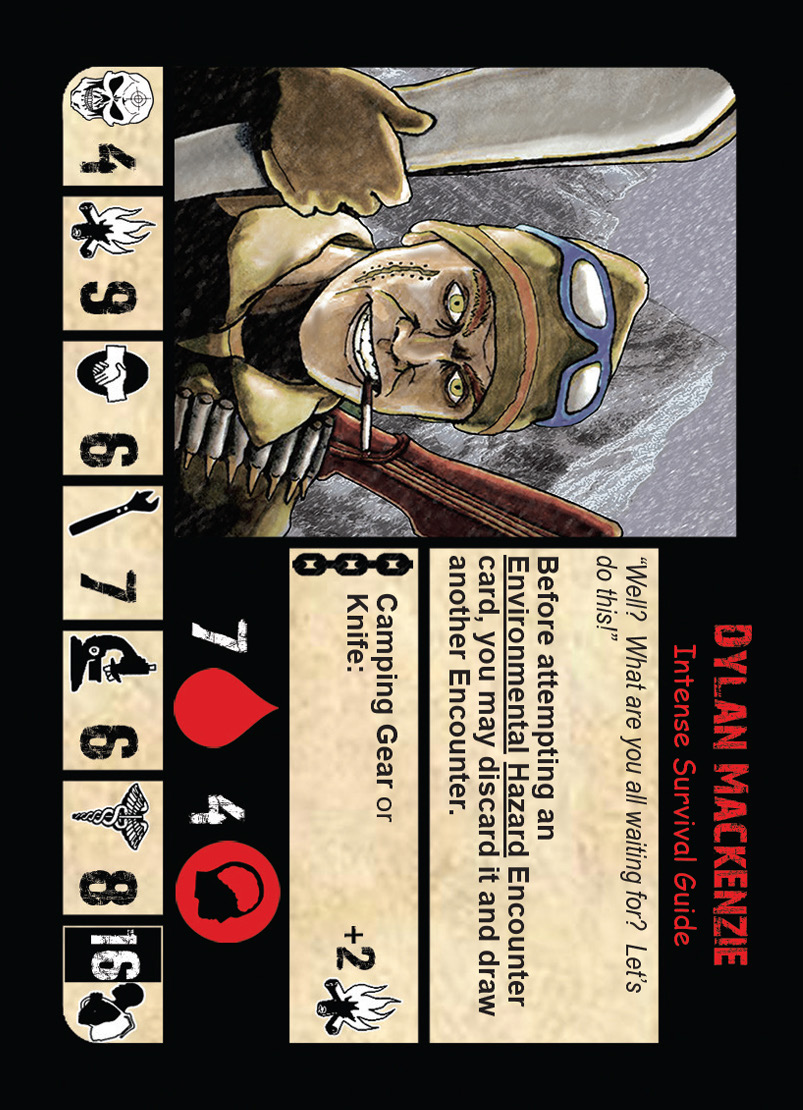 DYLAN MACKENZIE
Intense Survival Guide
“Well? What are you all waiting for? Let’s
do this!”
Before attempting an
Environmental Hazard Encounter
card, you may discard it and draw
another Encounter.
Camping Gear or
Knife:
+2
7
4
4
9
6
7
6
8
16